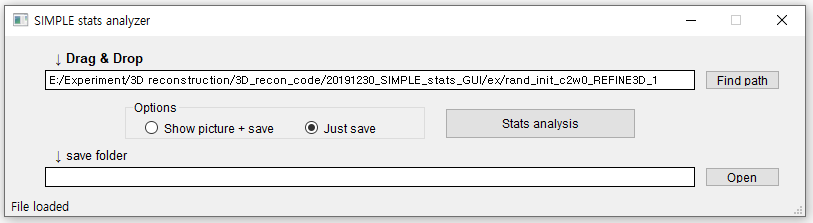 SIMPLE stats analyzer
↓ Drag & Drop
E:/Experiment/3D reconstruction/3D_recon_code/20191230_SIMPLE_stats_GUI/ex/rand_init_c2w0_REFINE3D_1
Find path
Options
Show picture + save
Just save
Stats analysis
↓ save folder
Open
File loaded